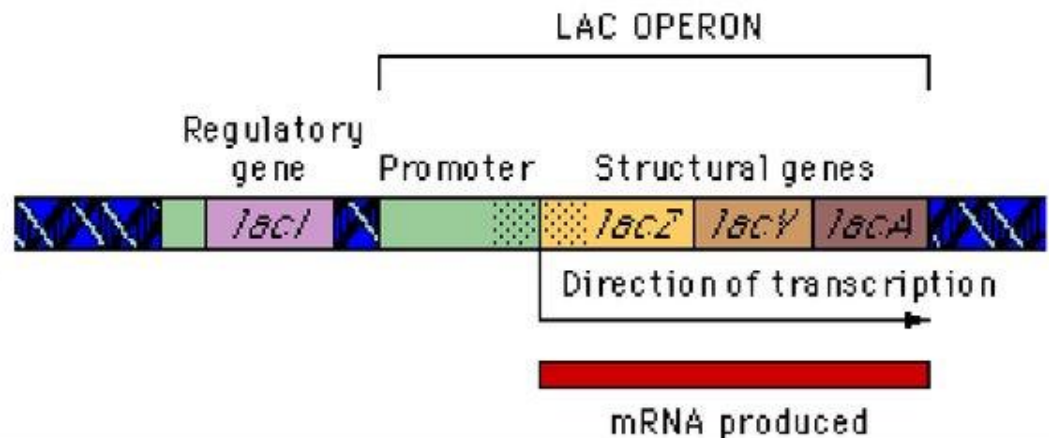 LAC OPERON
Regulatory
gene
Promoter
Structural genes
lacI
lacZ
lacY
lacA
Direction of transcription
mRNA produced